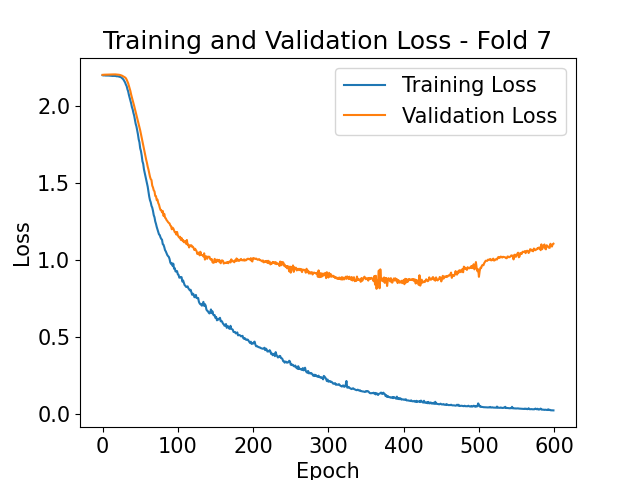 Training and Validation Loss - Fold 7
Training Loss
Validation Loss
Loss
2.0
1.5
1.0
0.5
0.0
0 100 200 300 400 500 600
Epoch